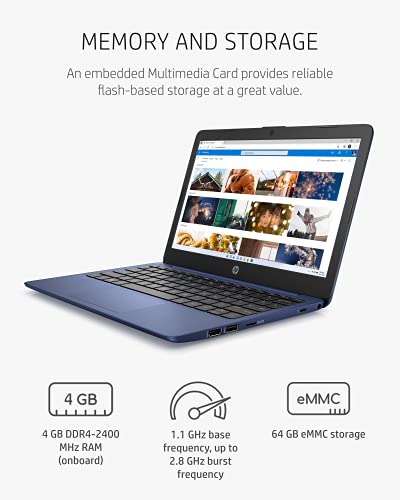 MEMORY AND STORAGE
An embedded Multimedia Card provides reliable
flash-based storage at a great value.
hp
4 GB
4 GB DDR4-2400
MHz RAM
(onboard)
1.1 GHz base
frequency, up to
2.8 GHz burst
frequency
eMMC
64 GB eMMC storage